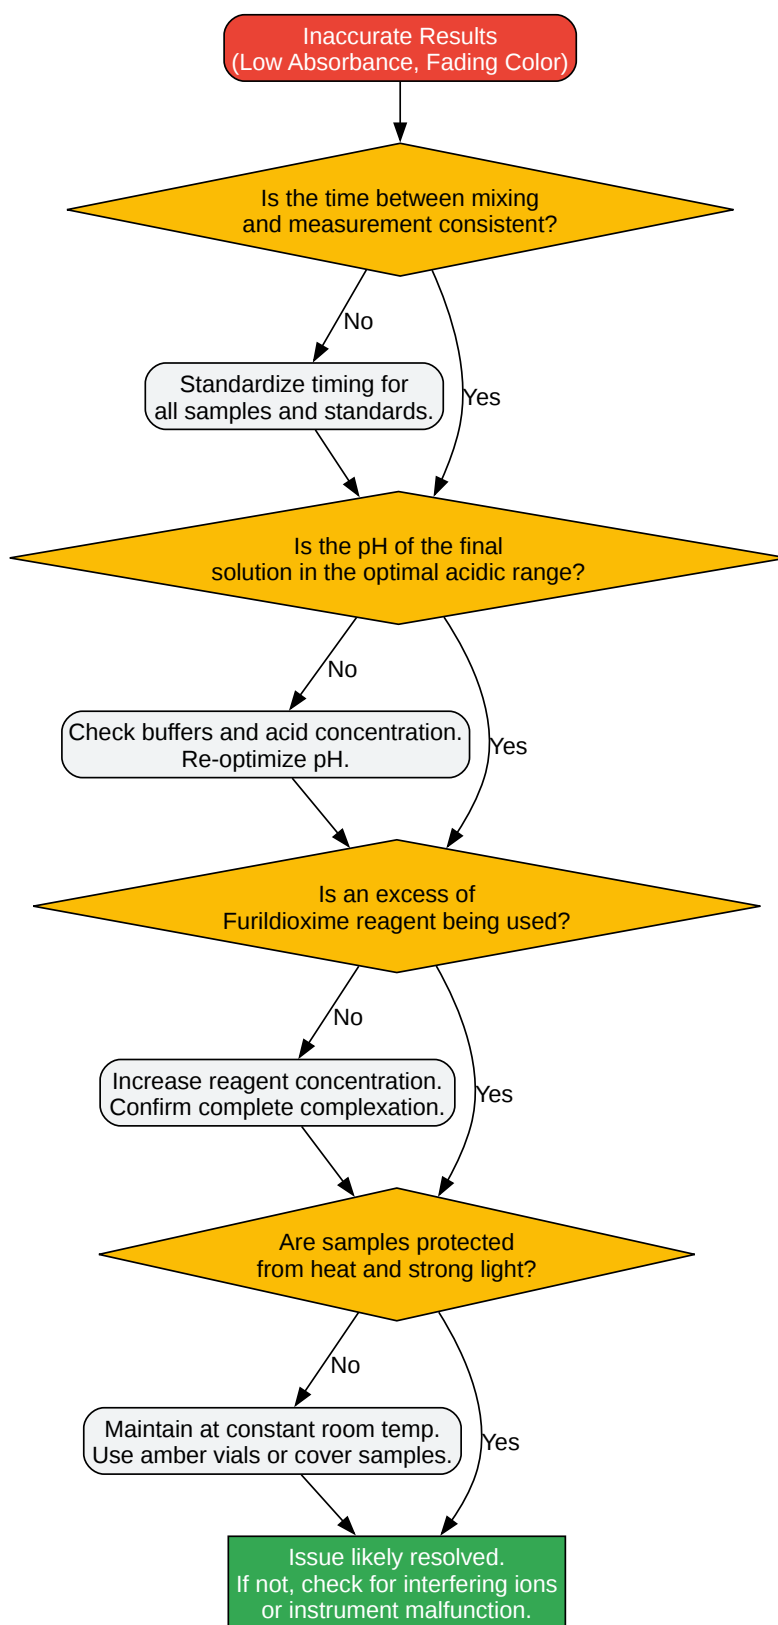 Inaccurate Results
(Low Absorbance, Fading Color)
Is the time between mixing
and measurement consistent?
No
Standardize timing for
all samples and standards.
Yes
Is the pH of the final
solution in the optimal acidic range?
No
Check buffers and acid concentration.
Re-optimize pH.
Yes
Is an excess of
Furildioxime reagent being used?
No
Increase reagent concentration.
Confirm complete complexation.
Yes
Are samples protected
from heat and strong light?
No
Maintain at constant room temp.
Use amber vials or cover samples.
Yes
Issue likely resolved.
If not, check for interfering ions
or instrument malfunction.